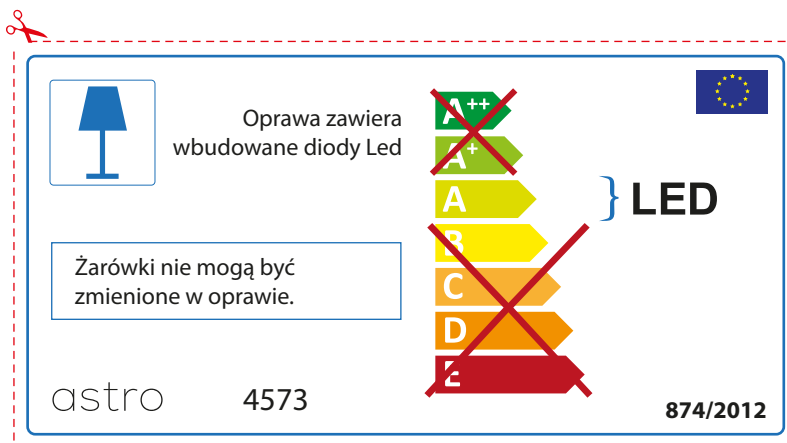 Oprawa zawiera
wbudowane diody Led
A++
A+
A
B
C
D
E
LED
Żarówki nie mogą być
zmienione w oprawie.
astro
4573
874/2012